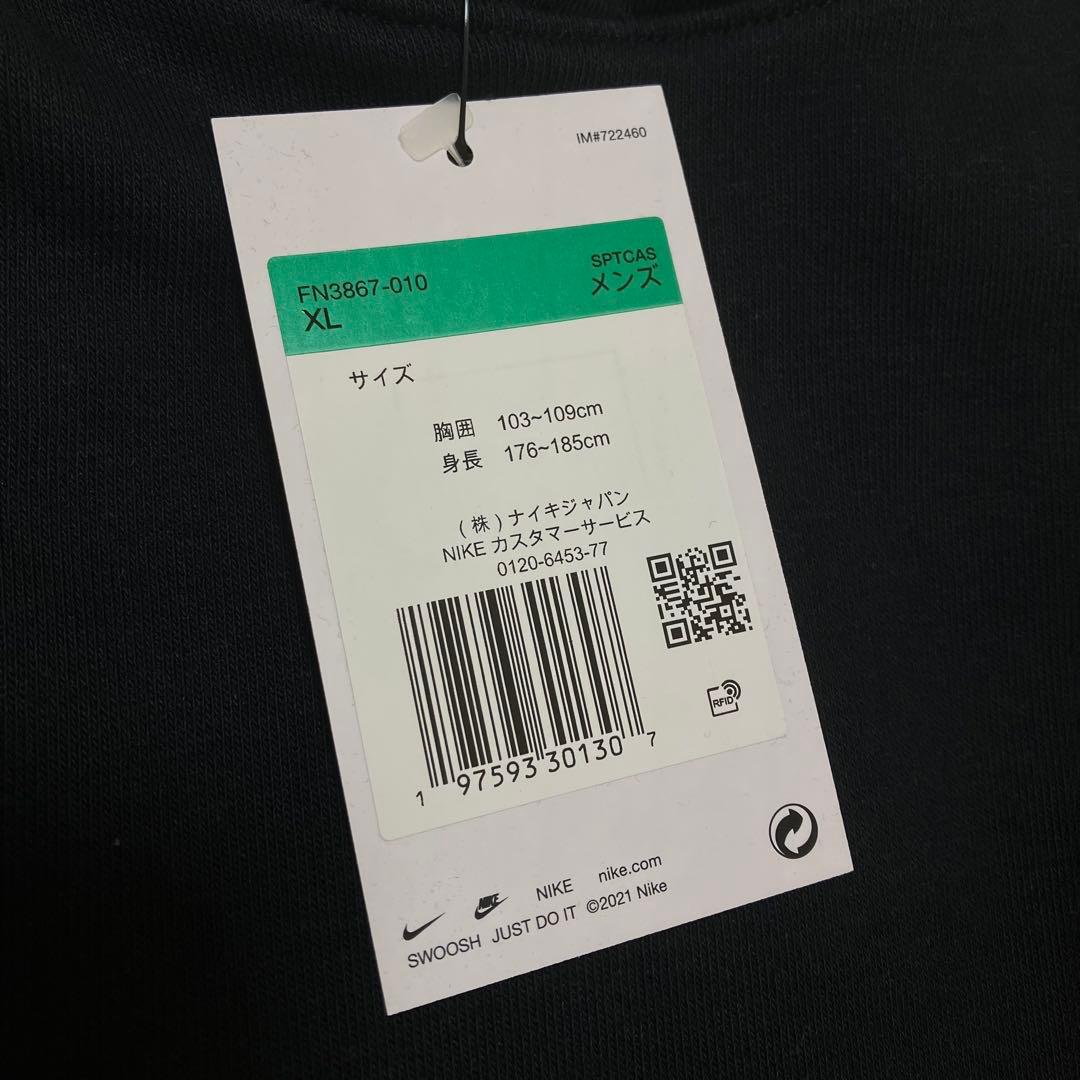 IM#722460
FN3867-010
XL
SPTCAS
メンズ
サイズ
胸囲 103~109cm
身長 176~185cm
(株)ナイキジャパン
NIKE カスタマーサービス
0120-6453-77
RFID
1 97593 30130 7
NIKE
NIKE nike.com
SWOOSH JUST DO IT ©2021 Nike